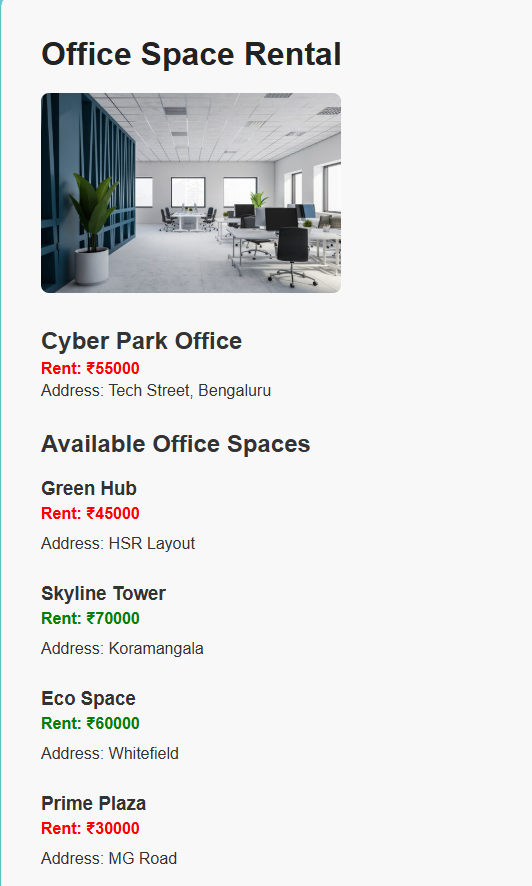 Office Space Rental
Cyber Park Office
Rent: ₹55000
Address: Tech Street, Bengaluru
Available Office Spaces
Green Hub
Rent: ₹45000
Address: HSR Layout
Skyline Tower
Rent: ₹70000
Address: Koramangala
Eco Space
Rent: ₹60000
Address: Whitefield
Prime Plaza
Rent: ₹30000
Address: MG Road